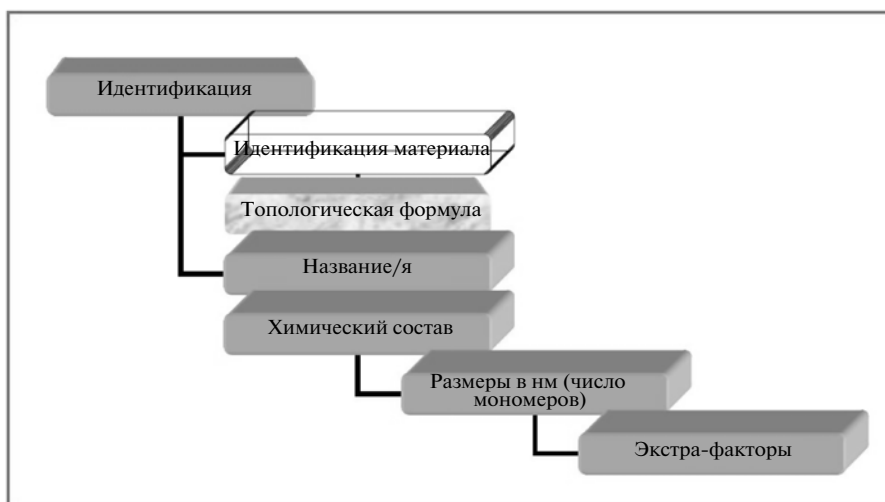 Идентификация
Идентификация материала
Топологическая формула
Название/я
Химический состав
Размеры в нм (число
мономеров)
Экстра-факторы